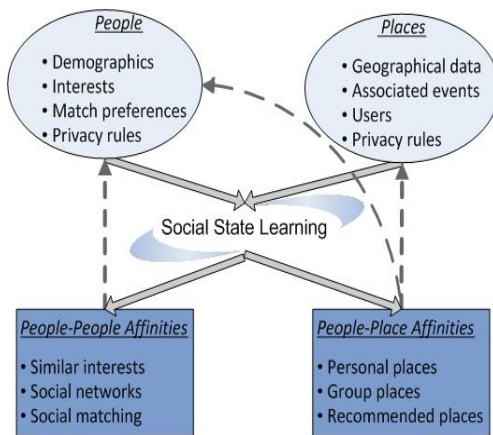 People
• Demographics
• Interests
• Match preferences
• Privacy rules
Places
• Geographical data
• Associated events
• Users
• Privacy rules
Social State Learning
People-People Affinities
• Similar interests
• Social networks
• Social matching
People-Place Affinities
• Personal places
• Group places
• Recommended places